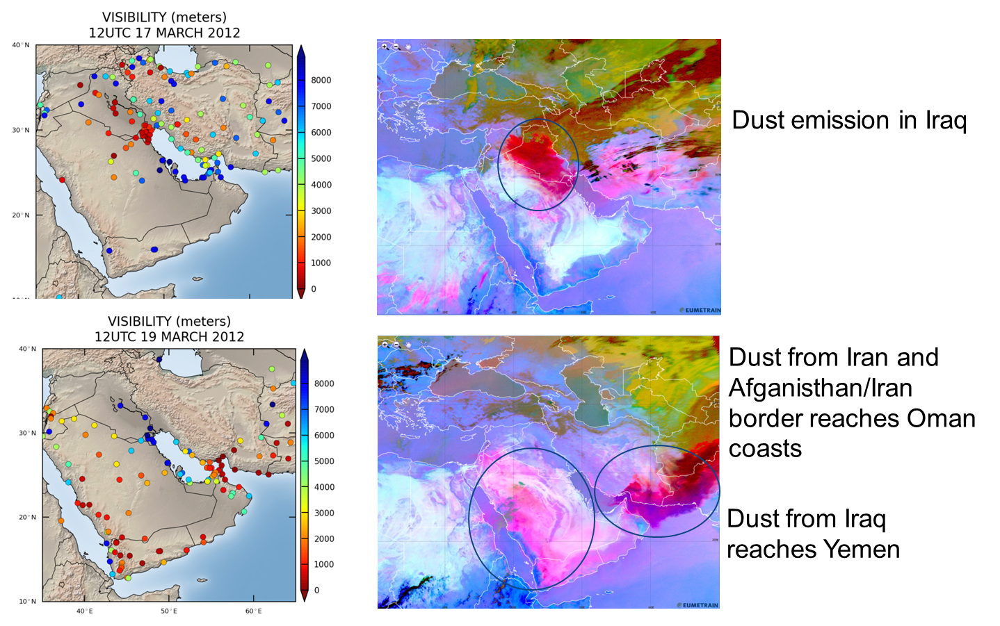 VISIBILITY (meters)
12UTC 17 MARCH 2012
40°N
30°N
20°N
8000
7000
6000
5000
4000
3000
2000
1000
0
EUMETRAIN
Dust emission in Iraq
VISIBILITY (meters)
12UTC 19 MARCH 2012
40°N
30°N
20°N
10°N
40°E
50°E
60°E
8000
7000
6000
5000
4000
3000
2000
1000
0
EUMETRAIN
Dust from Iran and
Afganisthan/Iran
border reaches Oman
coasts
Dust from Iraq
reaches Yemen